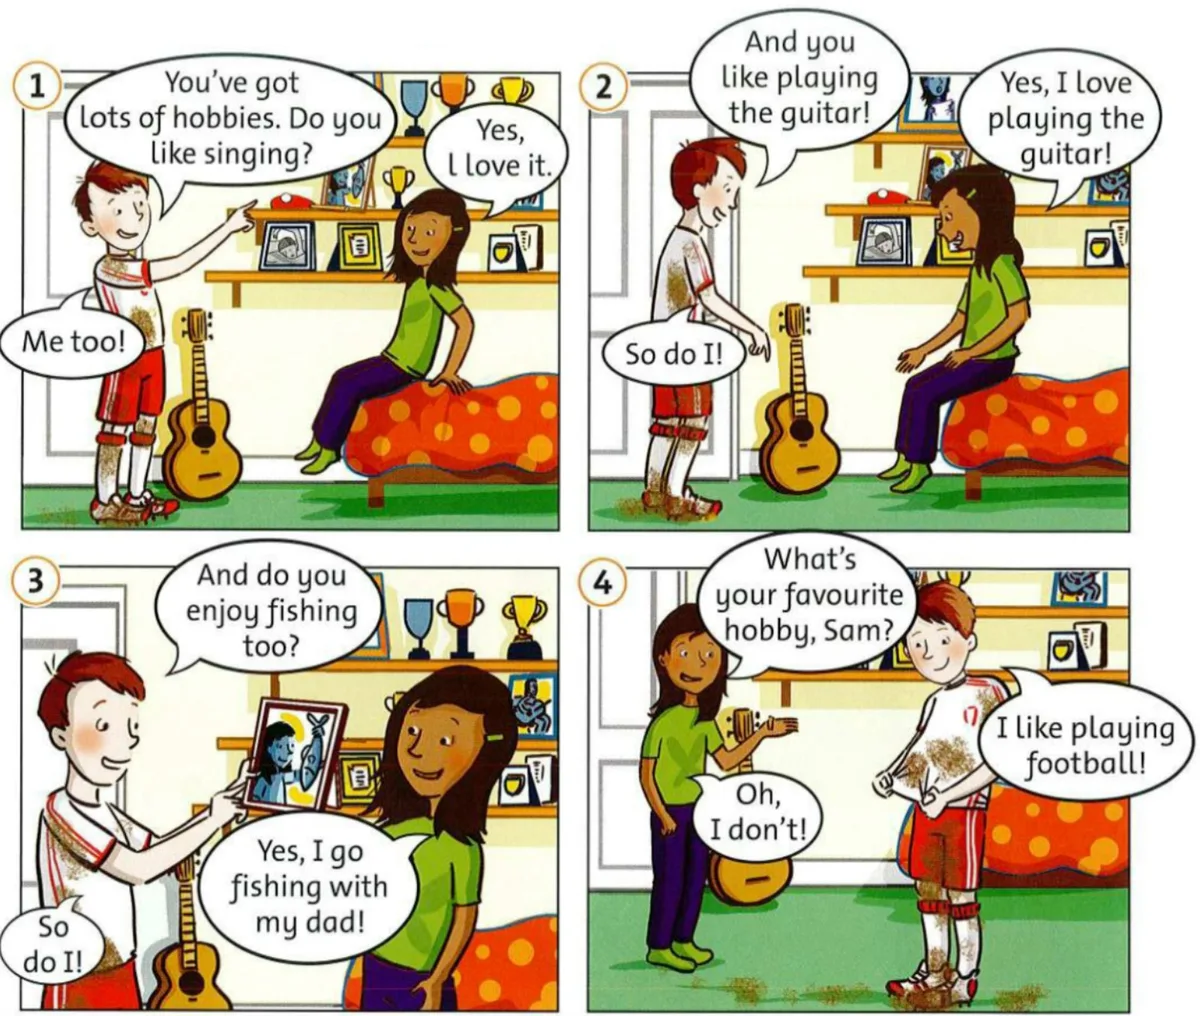 1
You've got
lots of hobbies. Do you
like singing?
Yes,
I love it.
Me too!
2
And you
like playing
the guitar!
Yes, I love
playing the
guitar!
So do I!
3
And do you
enjoy fishing
too?
Yes, I go
fishing with
my dad!
So
do I!
4
What's
your favourite
hobby, Sam?
I like playing
football!
Oh,
I don't!